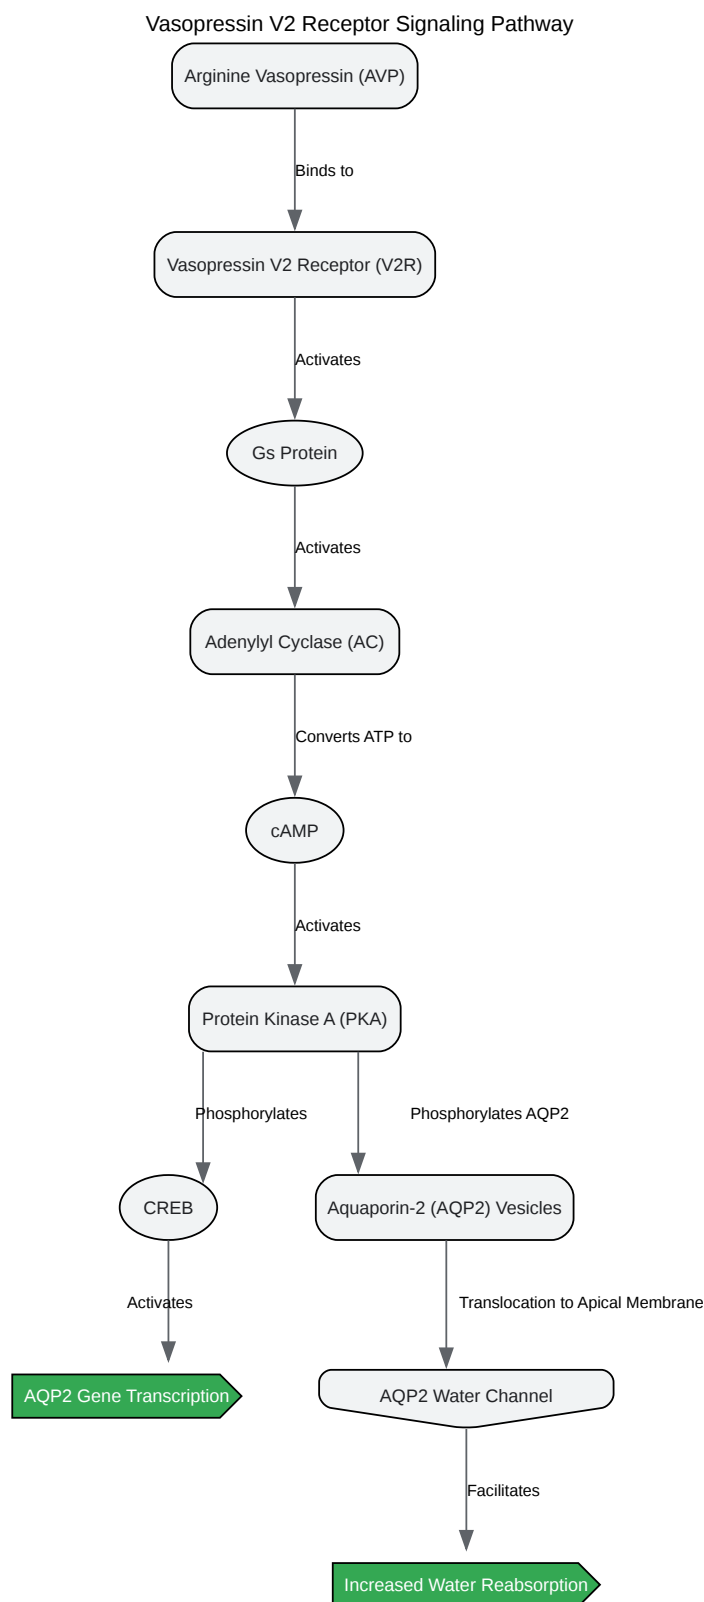 Vasopressin V2 Receptor Signaling Pathway
Arginine Vasopressin (AVP)
Binds to
Vasopressin V2 Receptor (V2R)
Activates
Gs Protein
Activates
Adenylyl Cyclase (AC)
Converts ATP to
cAMP
Activates
Protein Kinase A (PKA)
Phosphorylates
Phosphorylates AQP2
CREB
Aquaporin-2 (AQP2) Vesicles
Activates
Translocation to Apical Membrane
AQP2 Gene Transcription
AQP2 Water Channel
Facilitates
Increased Water Reabsorption